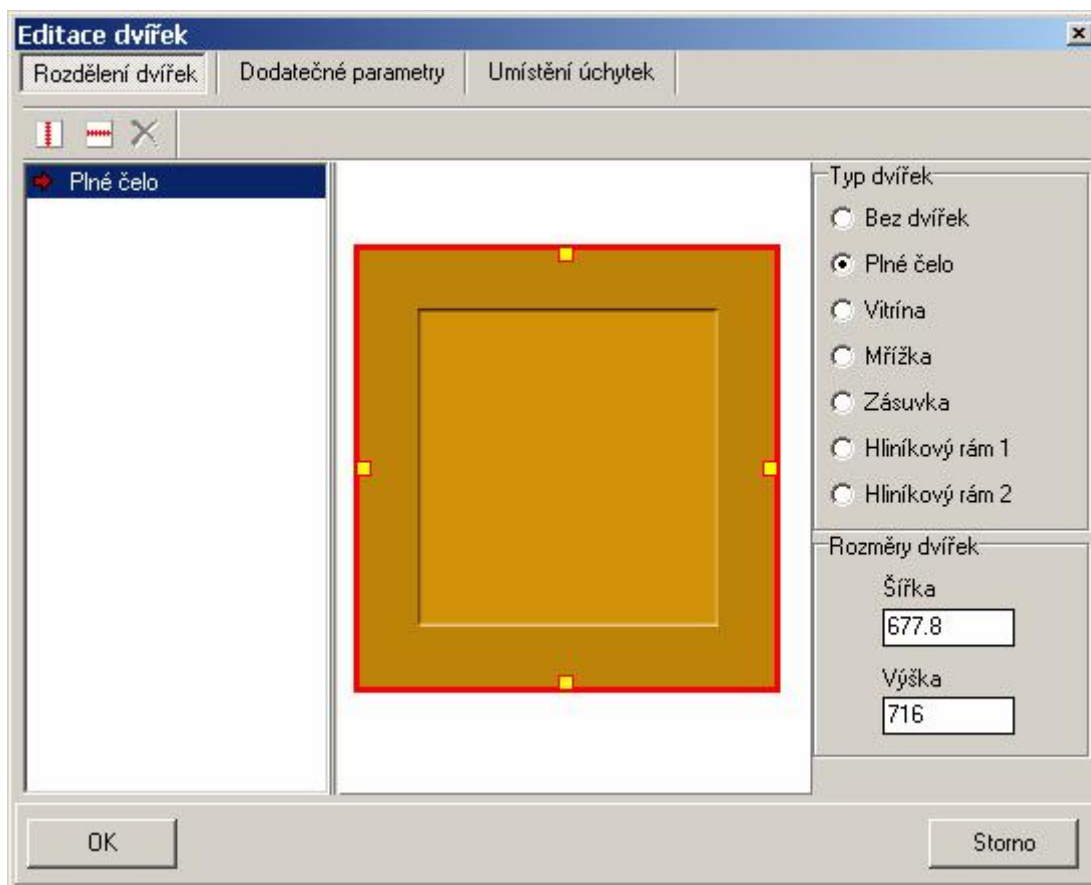 Editace dvířek
Rozdělení dvířek Dodatečné parametry Umístění úchytek
Plné čelo
Typ dvířek
Bez dvířek
Plné čelo
Vitrína
Mřížka
Zásuvka
Hliníkový rám 1
Hliníkový rám 2
Rozměry dvířek
Šířka
677.8
Výška
716
OK Storno